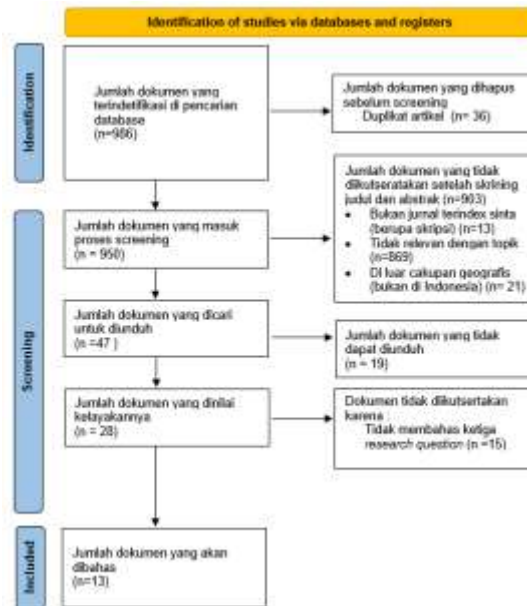 Identification of studies via databases and registers
Identification
Jumlah dokumen yang
terindetifikasi di pencarian
database
(n=986)
Jumlah dokumen yang dihapus
sebelum screening
Duplikat artikel (n= 36)
Screening
Jumlah dokumen yang masuk
proses screening
(n = 950)
Jumlah dokumen yang tidak
diikutseratakan setelah skrining
judul dan abstrak (n=903)
• Bukan jurnal terindex sinta
(berupa skripsi) (n=13)
• Tidak relevan dengan topik
(n=869)
• Di luar cakupan geografis
(bukan di Indonesia) (n= 21)
Jumlah dokumen yang dicari
untuk diunduh
(n =47 )
Jumlah dokumen yang tidak
dapat diunduh
(n = 19)
Jumlah dokumen yang dinilai
kelayakannya
(n = 28)
Dokumen tidak diikutsertakan
karena :
Tidak membahas ketiga
research question (n =15)
Included
Jumlah dokumen yang akan
dibahas
(n=13)